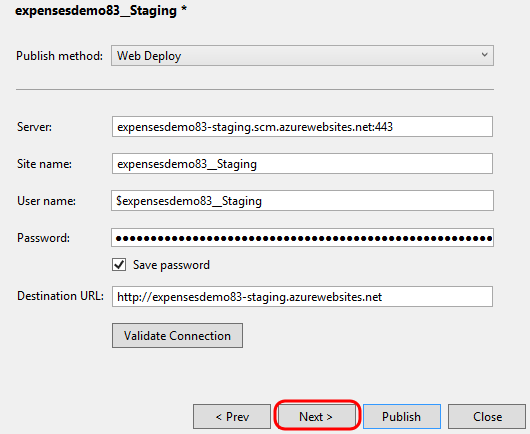 expensesdemo83__Staging *
Publish method: Web Deploy
Server: expensesdemo83-staging.scm.azurewebsites.net:443
Site name: expensesdemo83__Staging
User name: $expensesdemo83__Staging
Password: ●●●●●●●●●●●●●●●●●●●●●●●●●●●●●●●●●●●●●●●●●●●●●●●●●●●●●●
Save password
Destination URL: http://expensesdemo83-staging.azurewebsites.net
Validate Connection
< Prev Next > Publish Close